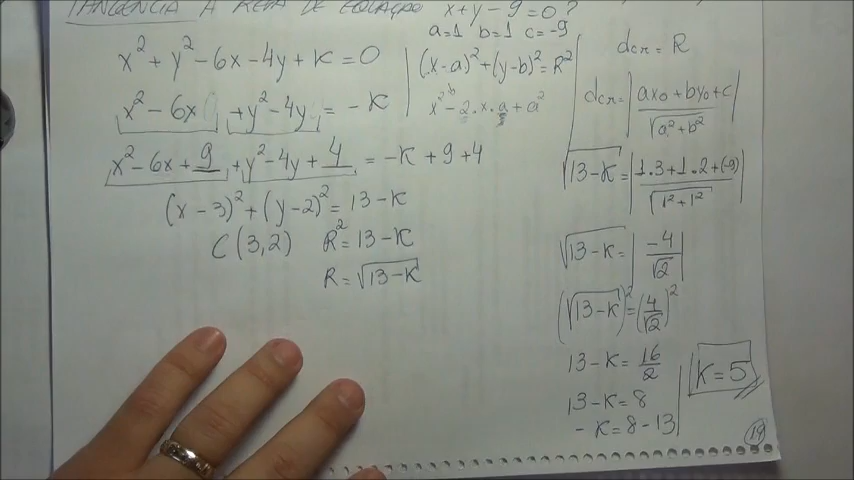 TANGENCIA A RETA DE EQUAÇÃO x+y-9=0?
a=1 b=1 c=-9
x²+y²-6x-4y+K=0
x²-6x +y²-4y = -K
x²-6x+9+y²-4y+4 = -K+9+4
(x-3)²+(y-2)²=13-K
C(3,2) R²=13-K
R=√13-K
(x-a)²+(y-b)²=R²
x²-2.x.a+a²
dcr=R
dcr=|axo+byo+c/√a²+b²|
√13-K=|1.3+1.2+(-9)/√1²+1²|
√13-K=|-4/√2|
(√13-K)²=(4/√2)²
13-K=16/2
13-K=8
-K=8-13
K=5
19